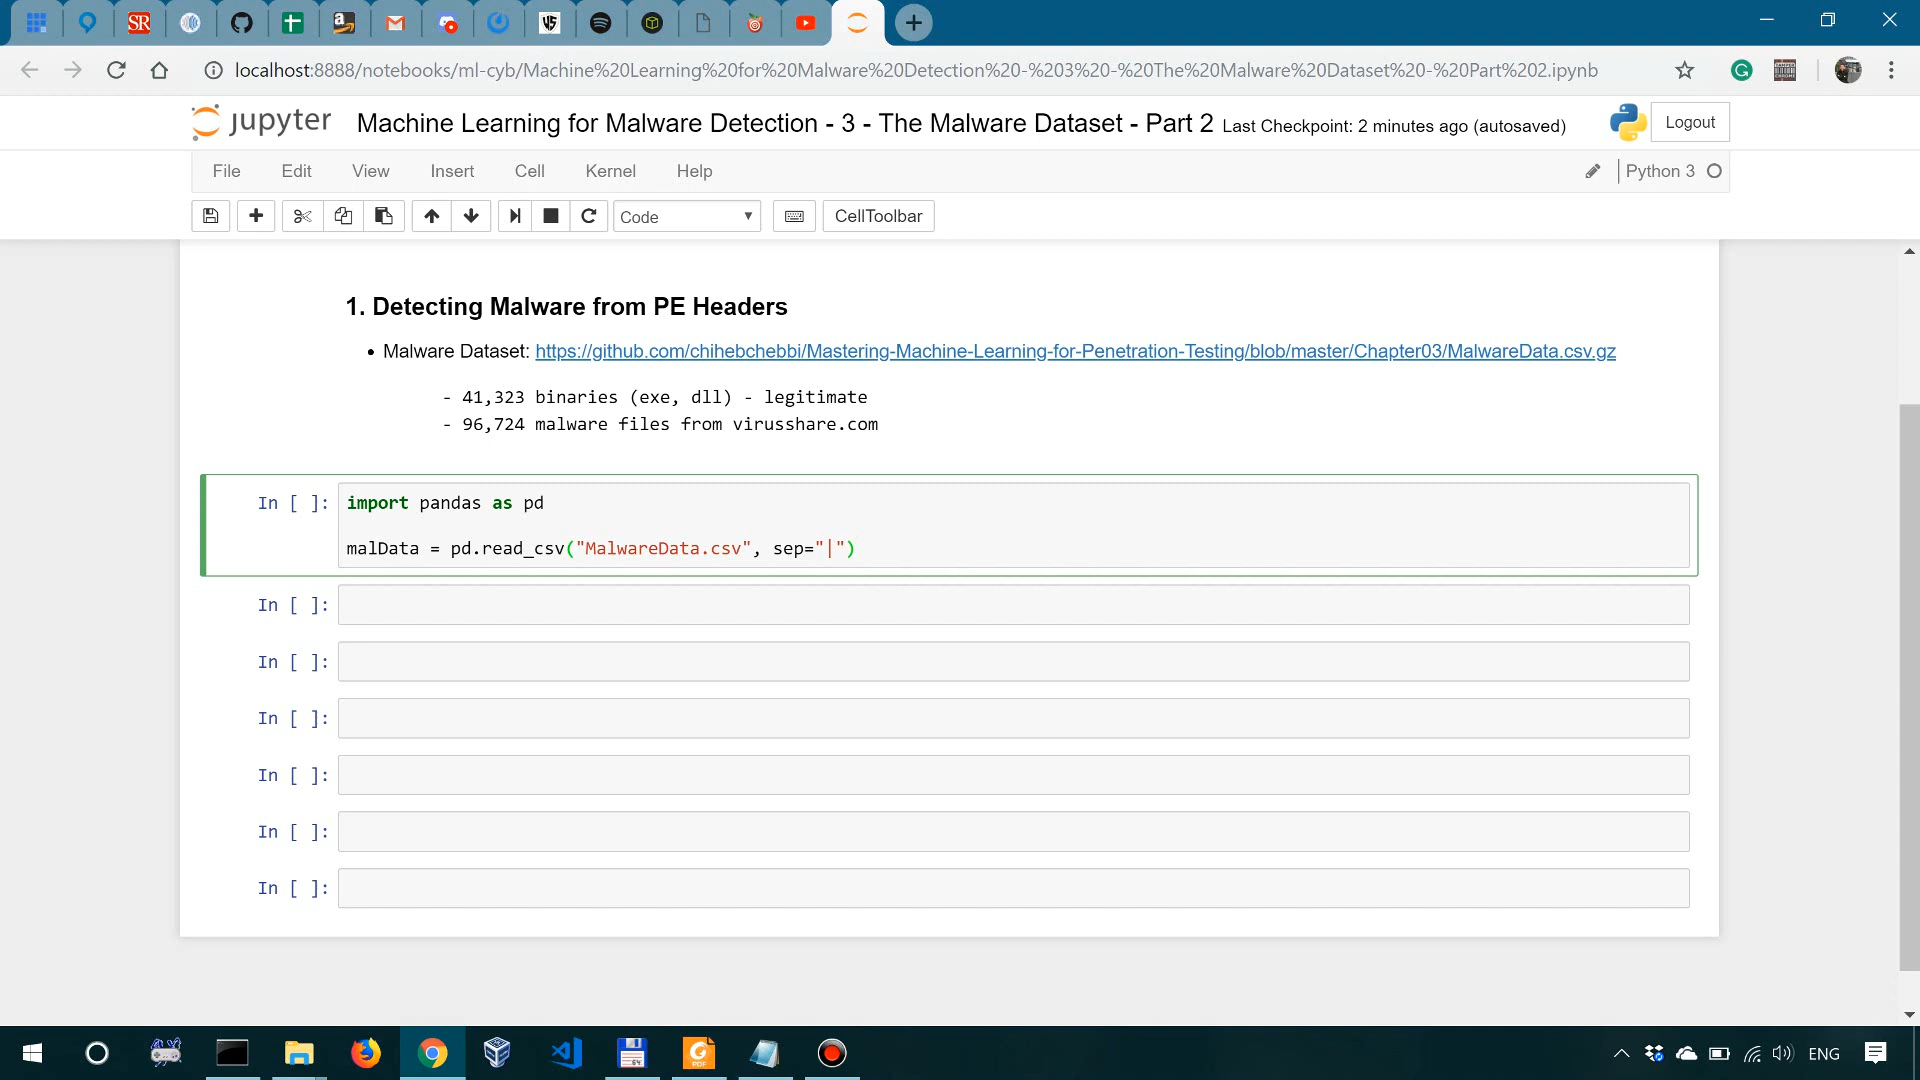 localhost:8888/notebooks/ml-cyb/Machine%20Learning%20for%20Malware%20Detection%20-%203%20-%20The%20Malware%20Dataset%20-%20Part%202.ipynb
jupyter Machine Learning for Malware Detection - 3 - The Malware Dataset - Part 2 Last Checkpoint: 2 minutes ago (autosaved) Logout
File Edit View Insert Cell Kernel Help Python 3
Code CellToolbar
1. Detecting Malware from PE Headers
• Malware Dataset: https://github.com/chihebchebbi/Mastering-Machine-Learning-for-Penetration-Testing/blob/master/Chapter03/MalwareData.csv.gz
- 41,323 binaries (exe, dll) - legitimate
- 96,724 malware files from virusshare.com
In [ ]: import pandas as pd
malData = pd.read_csv("MalwareData.csv", sep="|")
In [ ]:
In [ ]:
In [ ]:
In [ ]:
In [ ]:
In [ ]:
ENG